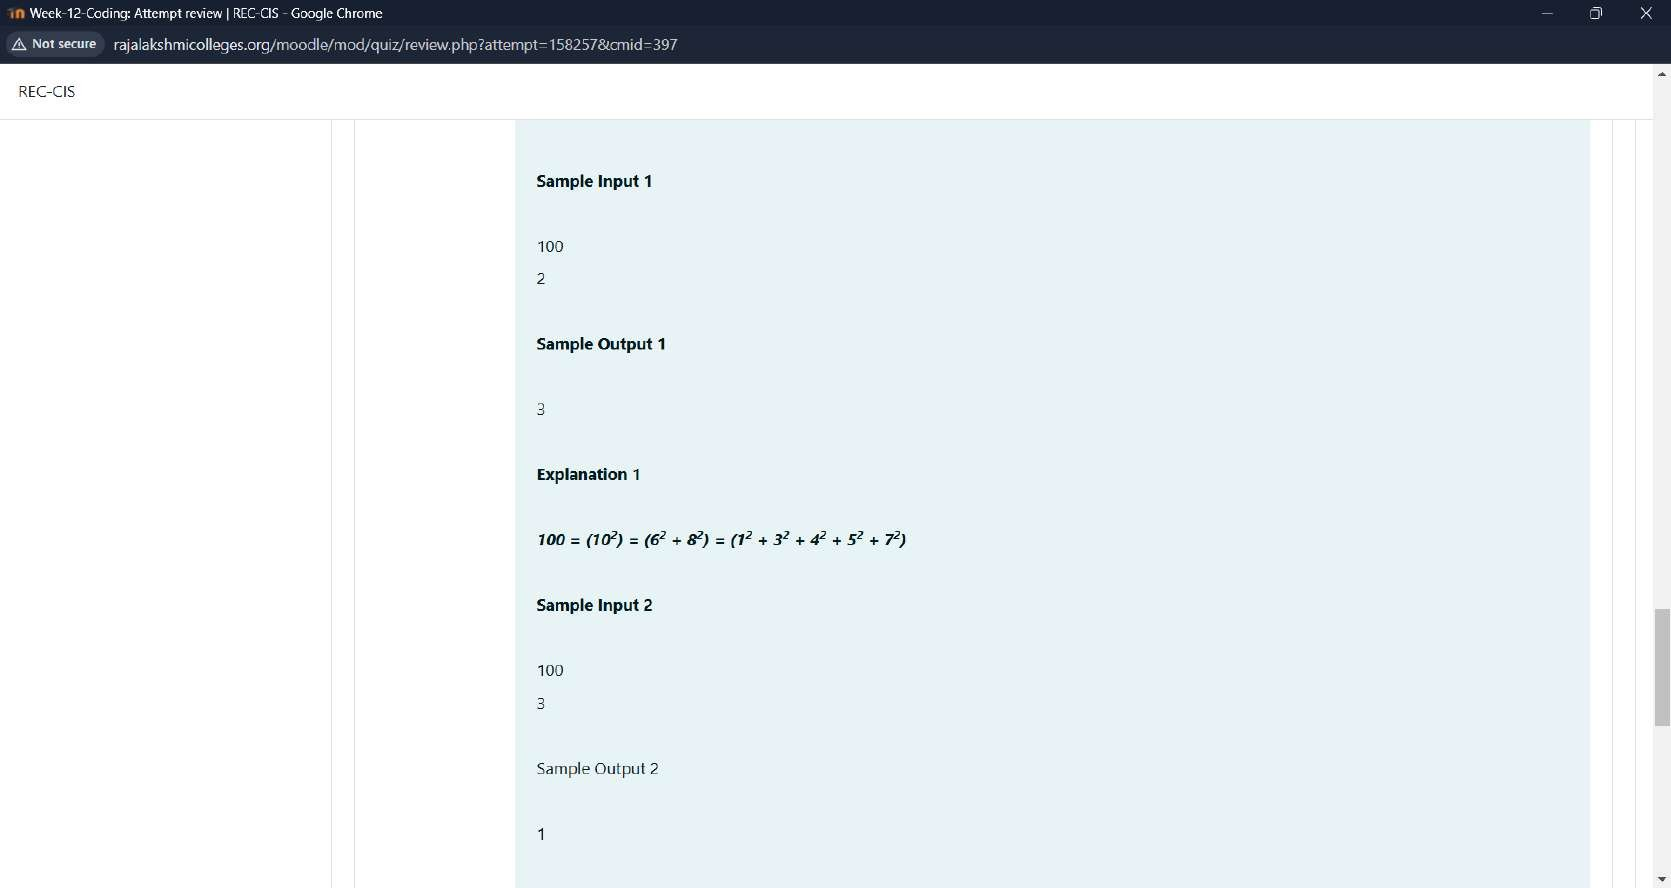 Week-12-Coding: Attempt review | REC-CIS - Google Chrome
Not secure rajalakshmicolleges.org/moodle/mod/quiz/review.php?attempt=158257&cmid=397
REC-CIS
Sample Input 1
100
2
Sample Output 1
3
Explanation 1
100 = (10²) = (6² + 8²) = (1² + 3² + 4² + 5² + 7²)
Sample Input 2
100
3
Sample Output 2
1